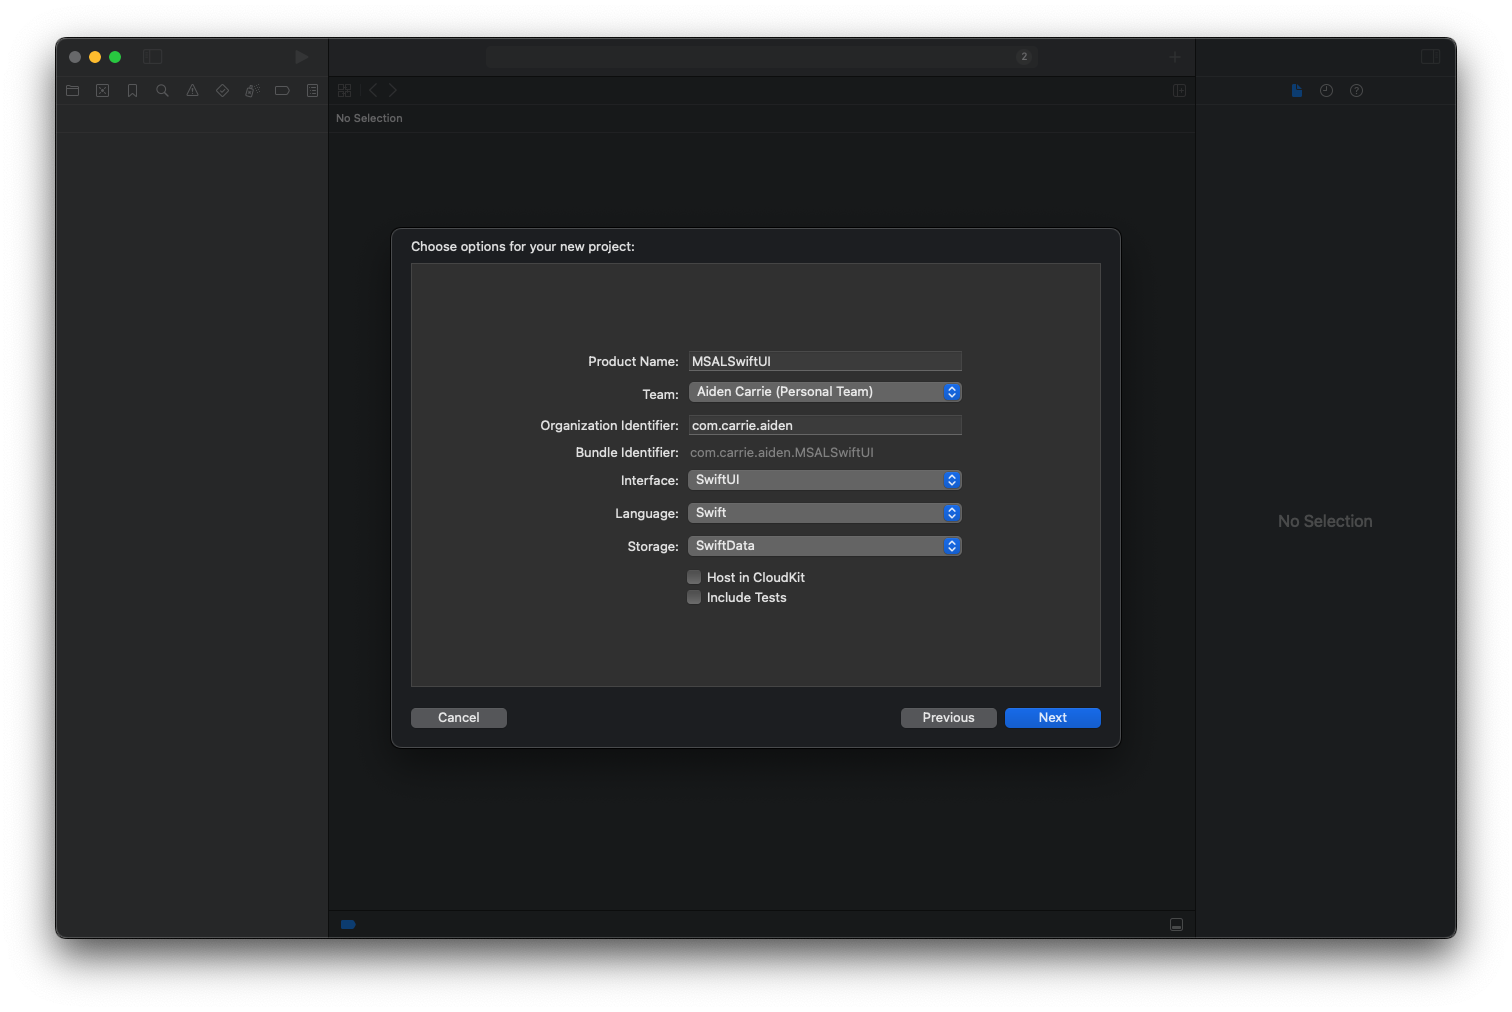 2
No Selection
Choose options for your new project:
Product Name: MSALSwiftUI
Team: Aiden Carrie (Personal Team)
Organization Identifier: com.carrie.aiden
Bundle Identifier: com.carrie.aiden.MSALSwiftUI
Interface: SwiftUI
Language: Swift
Storage: SwiftData
Host in CloudKit
Include Tests
No Selection
Cancel Previous Next